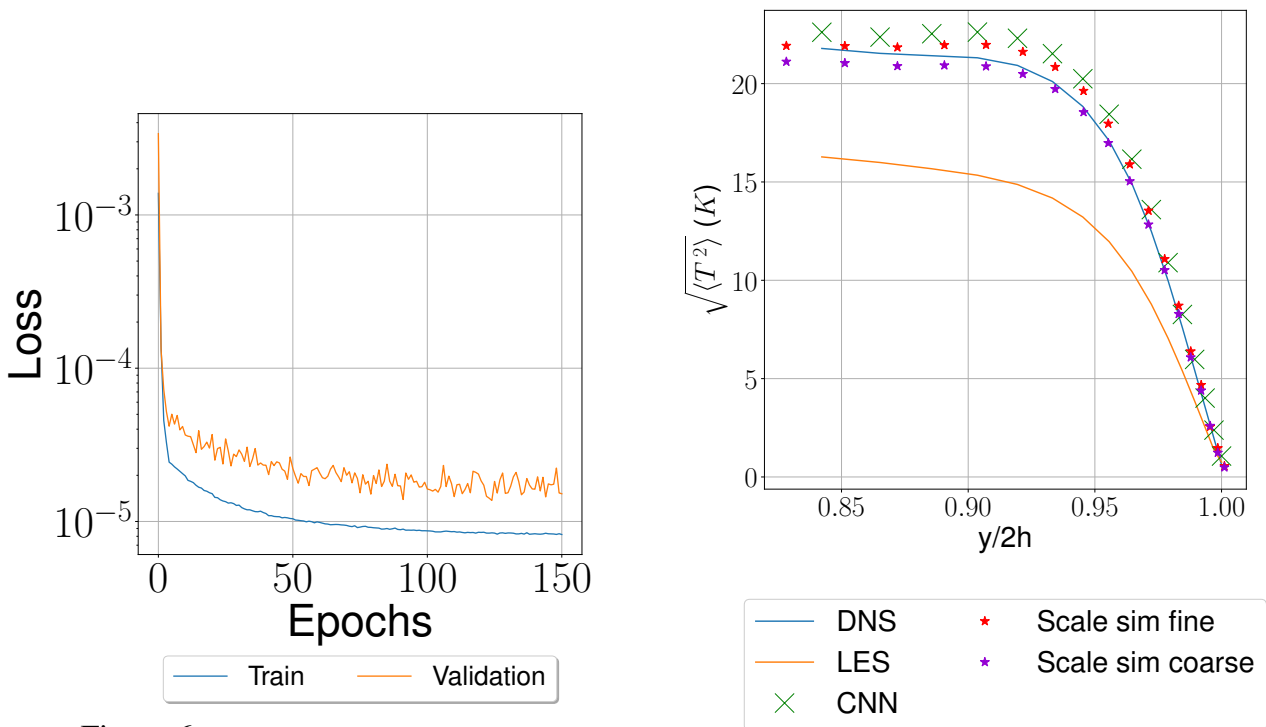 Loss
10⁻³
10⁻⁴
10⁻⁵
0 50 100 150
Epochs
Train Validation
√⟨T²⟩ (K)
20
15
10
5
0
0.85 0.90 0.95 1.00
y/2h
DNS Scale sim fine
LES Scale sim coarse
CNN